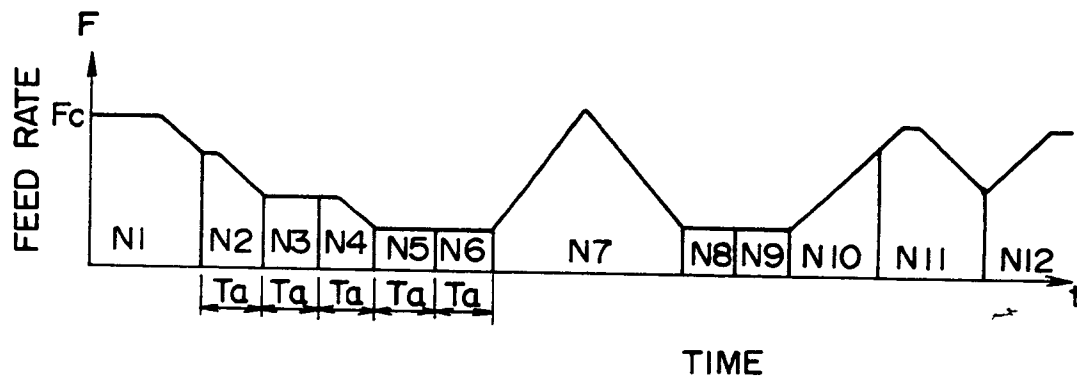 F
FEED RATE
Fc
N1 N2 N3 N4 N5 N6 N7 N8 N9 N10 N11 N12
Ta Ta Ta Ta Ta
t
TIME